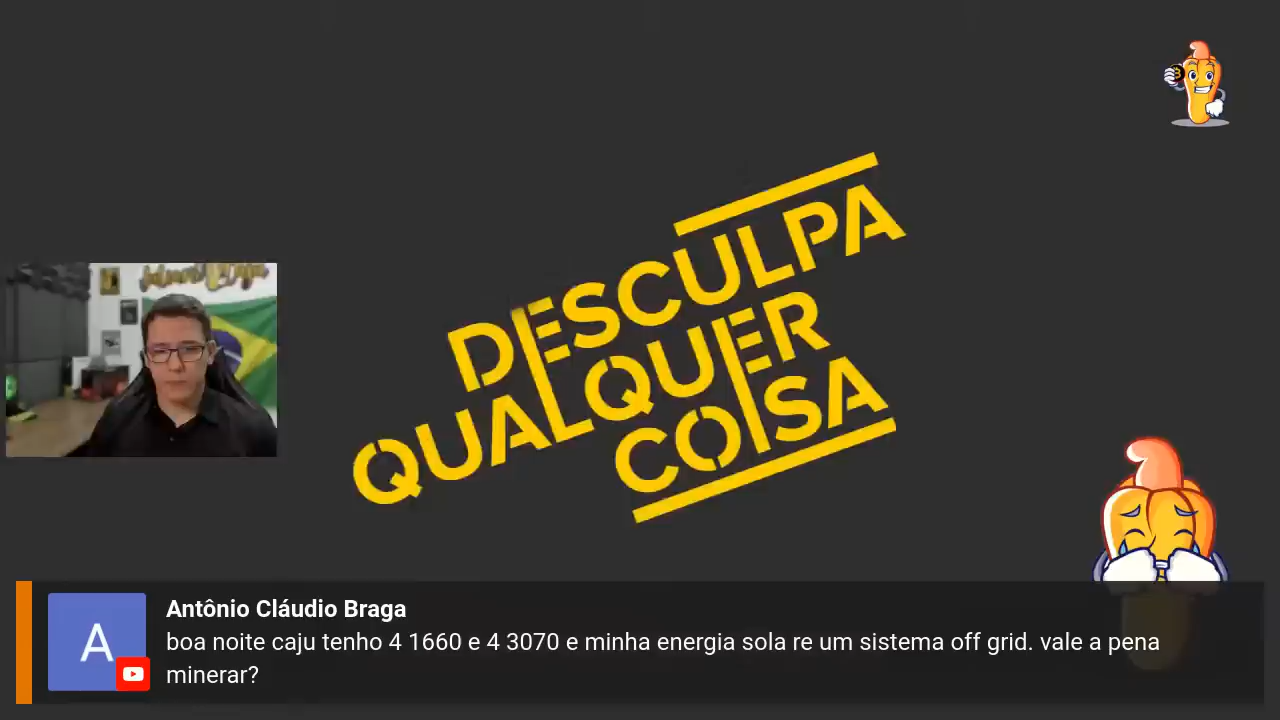 DESCULPA
QUALQUER
COISA
Antônio Cláudio Braga
A
boa noite caju tenho 4 1660 e 4 3070 e minha energia sola re um sistema off grid. vale a pena
minerar?